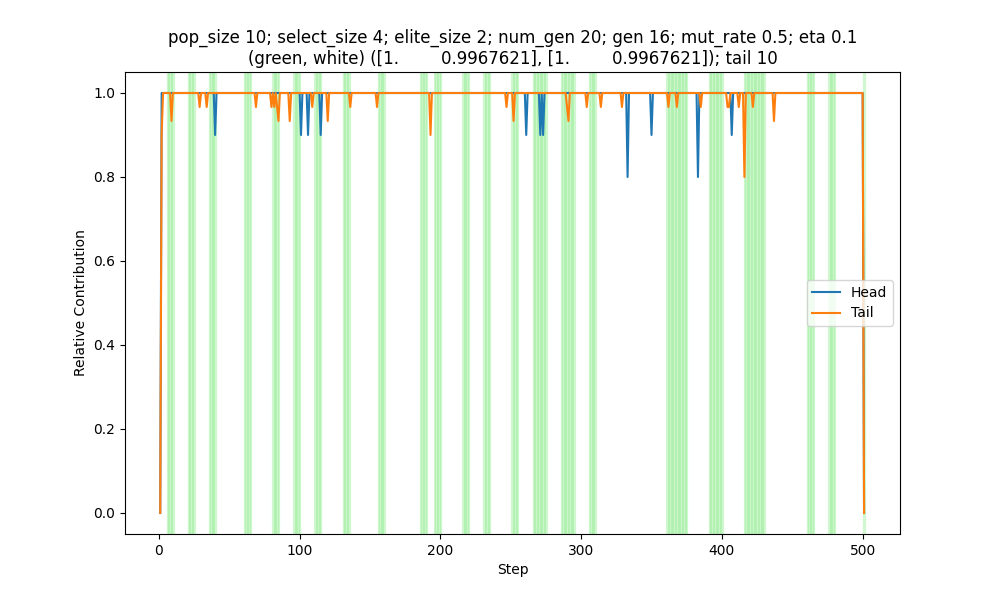 pop_size 10; select_size 4; elite_size 2; num_gen 20; gen 16; mut_rate 0.5; eta 0.1
(green, white) ([1. 0.9967621], [1. 0.9967621]); tail 10
1.0
0.8
0.6
0.4
0.2
0.0
Relative Contribution
Head
Tail
0 100 200 300 400 500
Step